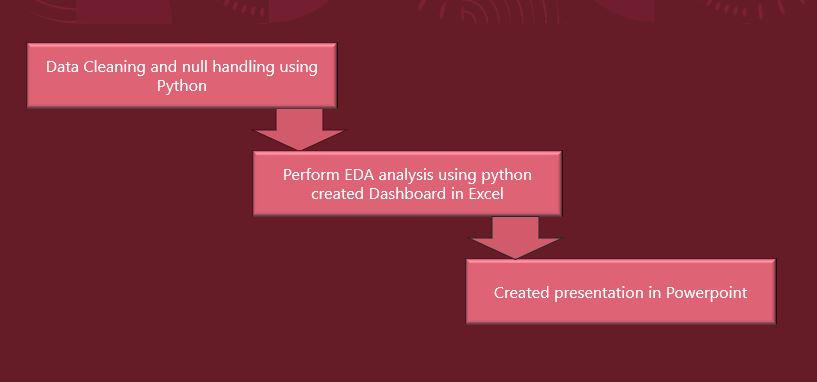 Data Cleaning and null handling using
Python
Perform EDA analysis using python
created Dashboard in Excel
Created presentation in Powerpoint